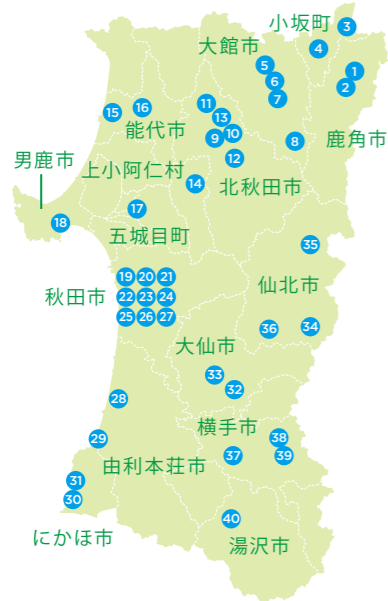 小坂町
3
大館市
4
5
1
6
2
7
11
15
16
13
能代市
10
9
8
鹿角市
12
男鹿市
上小阿仁村
14
北秋田市
17
18
五城目町
35
19 20 21
秋田市
22 23 24
仙北市
25 26 27
36
34
大仙市
33
32
28
横手市
29
38
37
39
由利本荘市
31
30
40
にかほ市
湯沢市